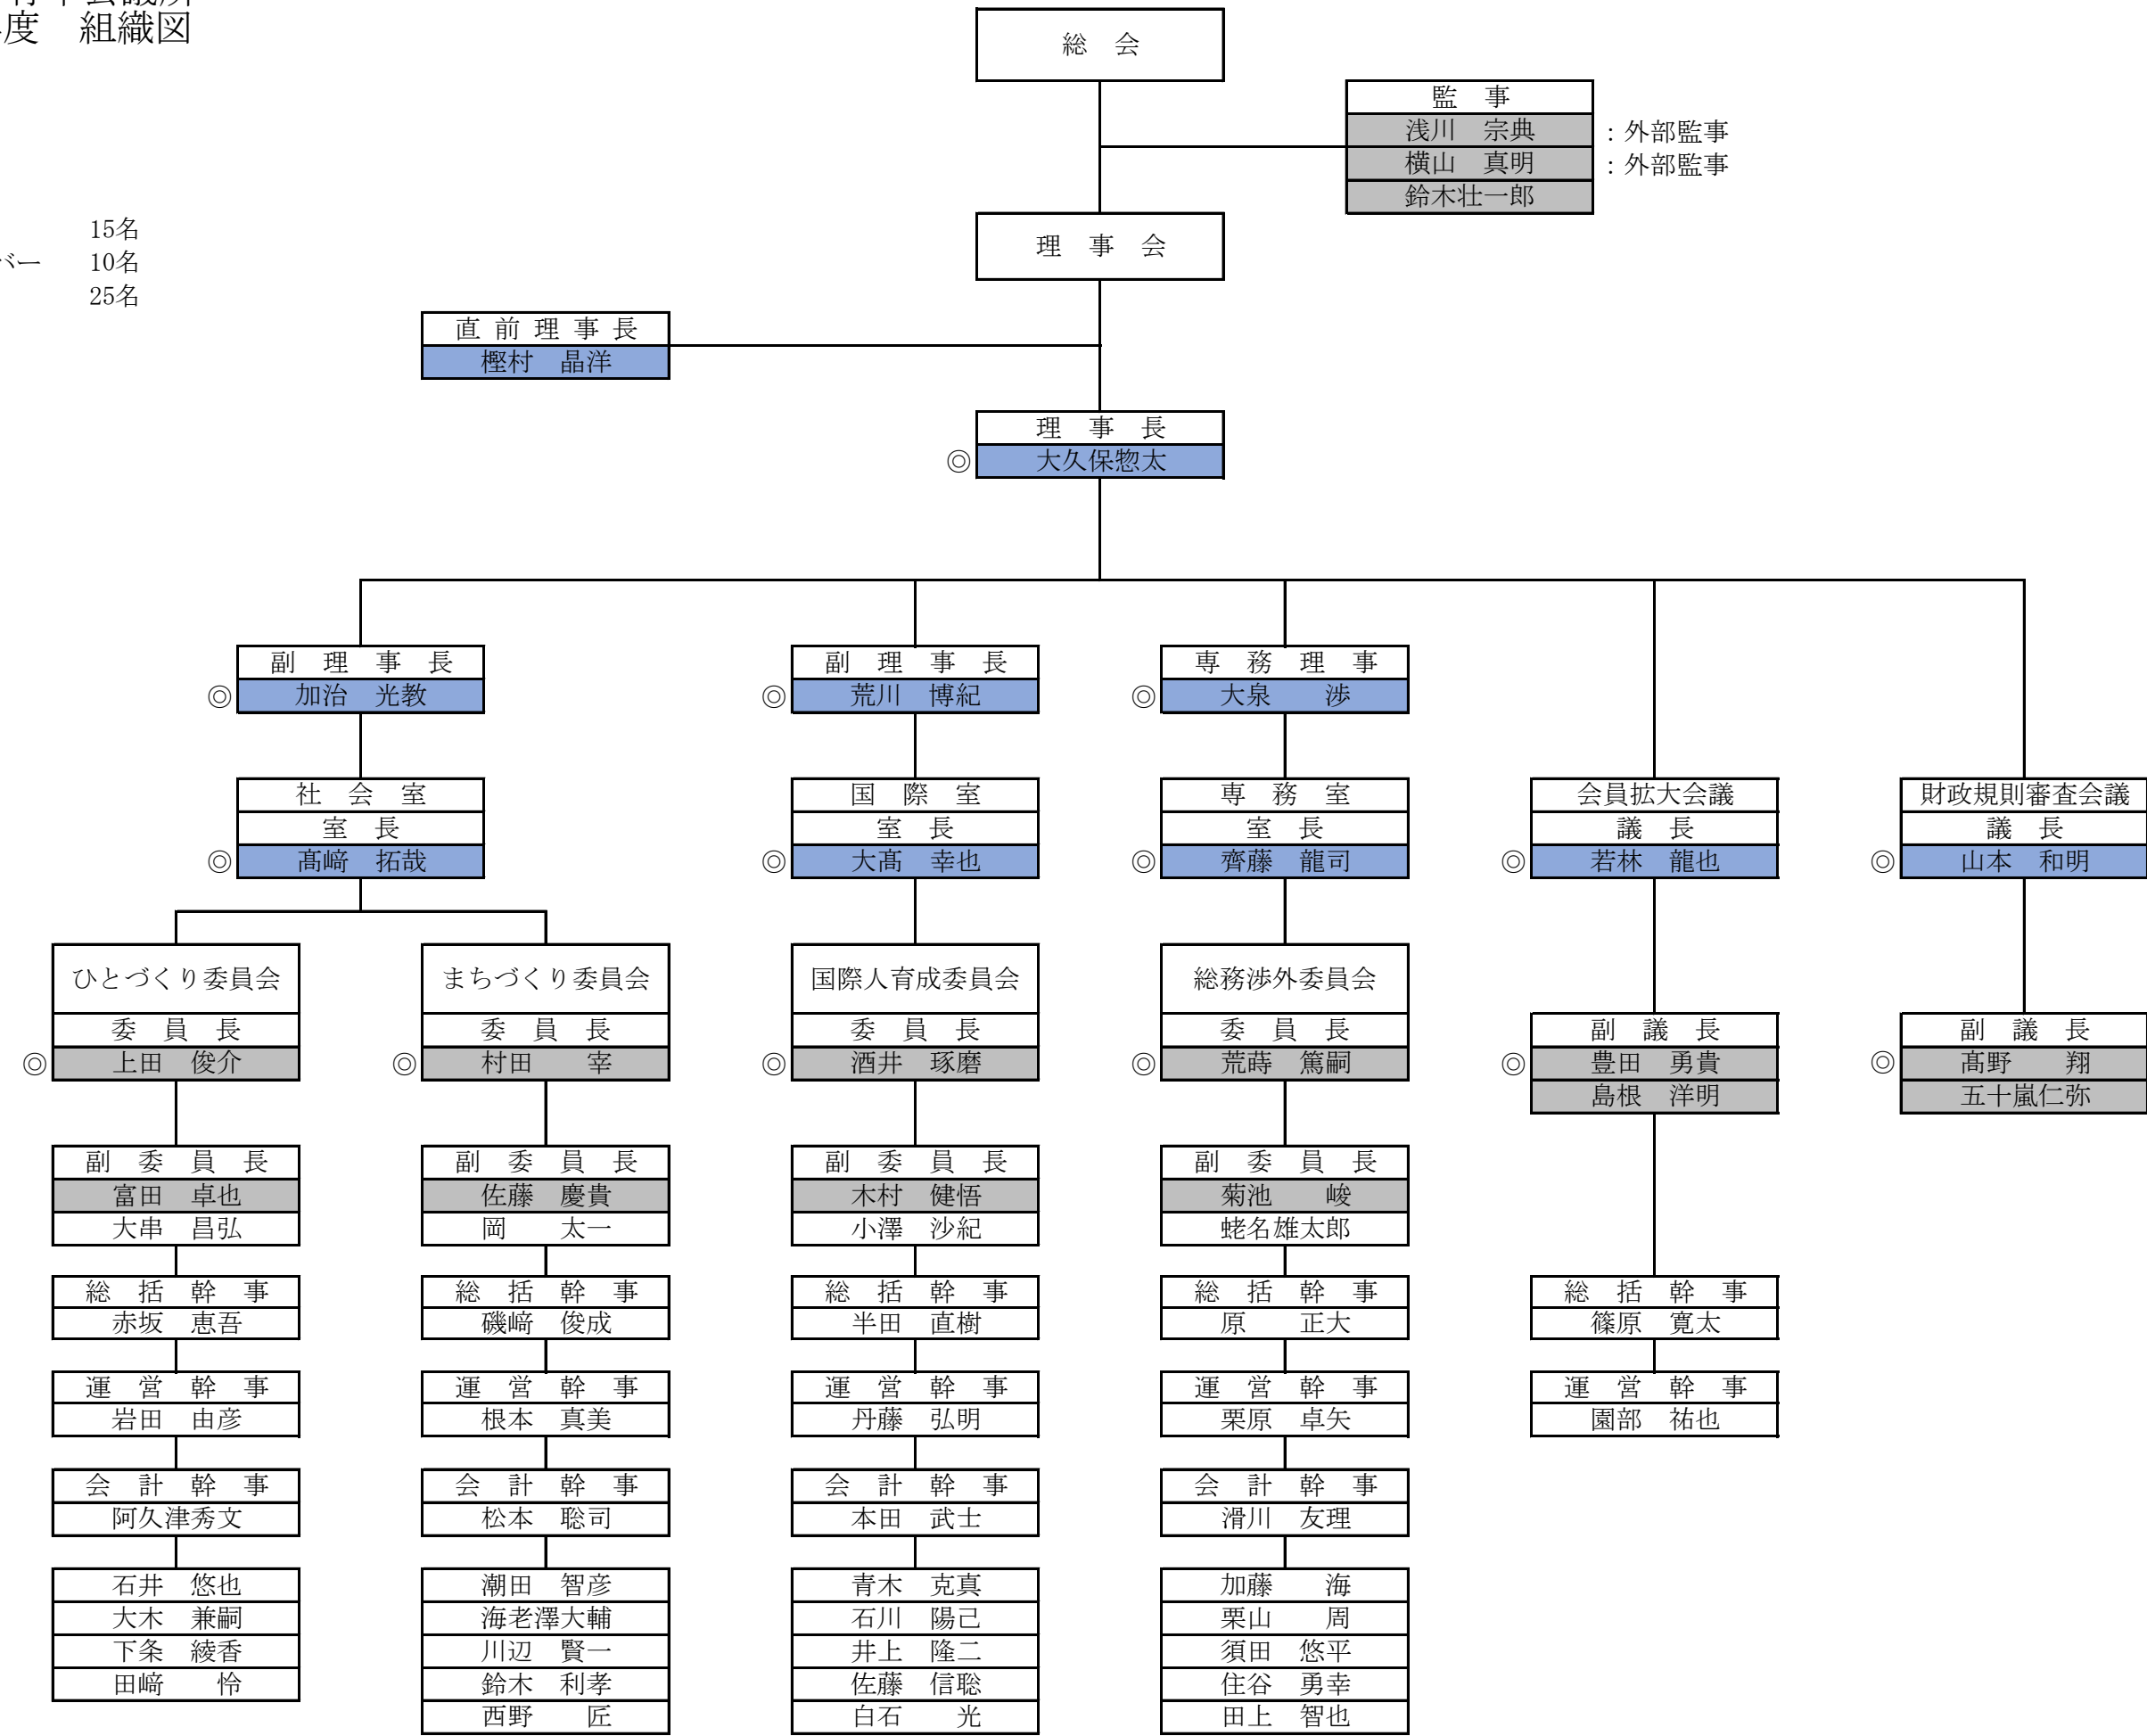 度　組織図
総　会
監　事
浅川　宗典
：外部監事
横山　真明
：外部監事
鈴木壮一郎
理　事　会
15名
バー　10名
25名
直 前 理 事 長
樫村　晶洋
理　事　長
◎ 大久保惣太
副　理　事　長
◎ 加治　光教
副　理　事　長
◎ 荒川　博紀
専　務　理　事
◎ 大泉　　渉
社　会　室
室　長
◎ 髙﨑　拓哉
国　際　室
室　長
◎ 大髙　幸也
専　務　室
室　長
◎ 齊藤　龍司
会員拡大会議
議　長
◎ 若林　龍也
財政規則審査会議
議　長
◎ 山本　和明
ひとづくり委員会
委　員　長
◎ 上田　俊介
副　委　員　長
富田　卓也
大串　昌弘
総　括　幹　事
赤坂　恵吾
運　営　幹　事
岩田　由彦
会　計　幹　事
阿久津秀文
石井　悠也
大木　兼嗣
下条　綾香
田﨑　　怜
まちづくり委員会
委　員　長
◎ 村田　　宰
副　委　員　長
佐藤　慶貴
岡　　太一
総　括　幹　事
磯﨑　俊成
運　営　幹　事
根本　真美
会　計　幹　事
松本　聡司
潮田　智彦
海老澤大輔
川辺　賢一
鈴木　利孝
西野　　匠
国際人育成委員会
委　員　長
◎ 酒井　琢磨
副　委　員　長
木村　健悟
小澤　沙紀
総　括　幹　事
半田　直樹
運　営　幹　事
丹藤　弘明
会　計　幹　事
本田　武士
青木　克真
石川　陽己
井上　隆二
佐藤　信聡
白石　　光
総務渉外委員会
委　員　長
◎ 荒蒔　篤嗣
副　委　員　長
菊池　　峻
蛯名雄太郎
総　括　幹　事
原　　正大
運　営　幹　事
栗原　卓矢
会　計　幹　事
滑川　友理
加藤　　海
栗山　　周
須田　悠平
住谷　勇幸
田上　智也
副　議　長
◎ 豊田　勇貴
島根　洋明
総　括　幹　事
篠原　寛太
運　営　幹　事
園部　祐也
副　議　長
◎ 髙野　　翔
五十嵐仁弥